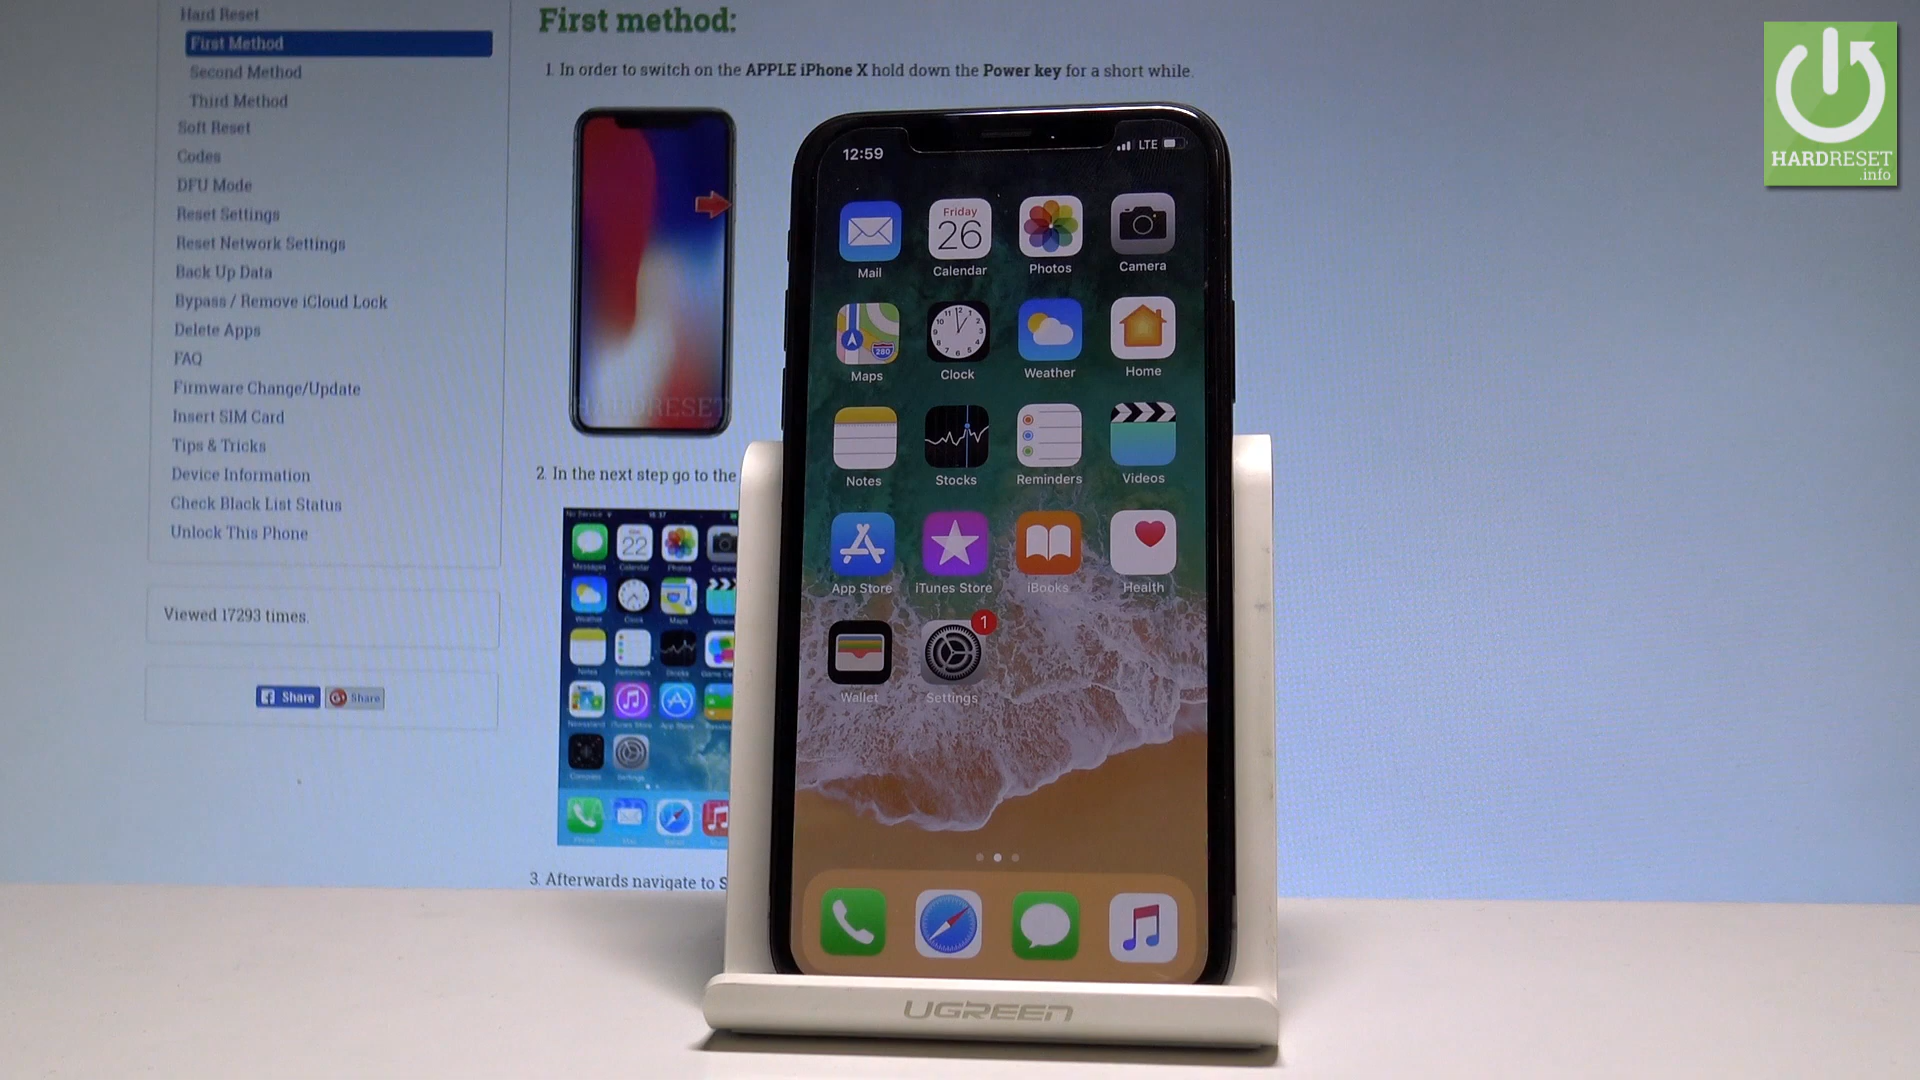 Hard Reset
First Method
Second Method
Third Method
Soft Reset
Codes
DFU Mode
Reset Settings
Reset Network Settings
Back Up Data
Bypass / Remove iCloud Lock
Delete Apps
FAQ
Firmware Change/Update
Insert SIM Card
Tips & Tricks
Device Information
Check Black List Status
Unlock This Phone
Viewed 17293 times.
Share
Share
First method:
1. In order to switch on the APPLE iPhone X hold down the Power key for a short while.
HARDRESET
2. In the next step go to the
22
3. Afterwards navigate to S
12:59
LTE
Friday
26
Mail
Calendar
Photos
Camera
280
Maps
Clock
Weather
Home
Notes
Stocks
Reminders
Videos
App Store
iTunes Store
iBooks
Health
1
Wallet
Settings
UGREEN
HARDRESET
.info